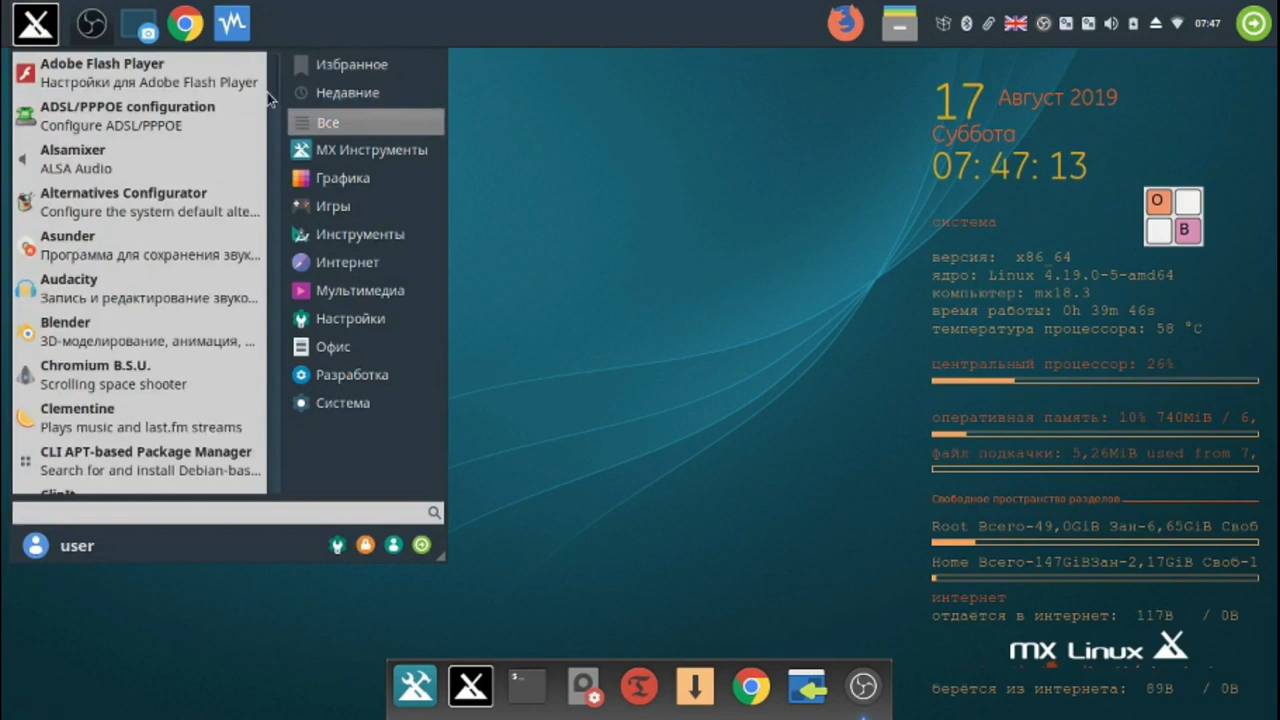 07:47
Adobe Flash Player
Настройки для Adobe Flash Player
ADSL/PPPOE configuration
Configure ADSL/PPPOE
Alsamixer
ALSA Audio
Alternatives Configurator
Configure the system default alte...
Asunder
Программа для сохранения звук...
Audacity
Запись и редактирование звуко...
Blender
3D-моделирование, анимация, ...
Chromium B.S.U.
Scrolling space shooter
Clementine
Plays music and last.fm streams
CLI APT-based Package Manager
Search for and install Debian-bas...
Избранное
Недавние
Все
MX Инструменты
Графика
Игры
Инструменты
Интернет
Мультимедиа
Настройки
Офис
Разработка
Система
user
17 Август 2019
Суббота
07: 47: 13
O
B
система
версия: x86_64
ядро: Linux 4.19.0-5-amd64
компьютер: mx18.3
время работы: 0h 39m 46s
температура процессора: 58 °C
центральный процессор: 26%
оперативная память: 10% 740MiB / 6,
файл подкачки: 5,26MiB used from 7,
Свободное пространство разделов
Root Всего-49,0GiB Зан-6,65GiB Своб
Home Всего-147GiBЗан-2,17GiB Своб-1
интернет
отдается в интернет: 117B / 0B
MX Linux
берётся из интернета: 89B / 0B